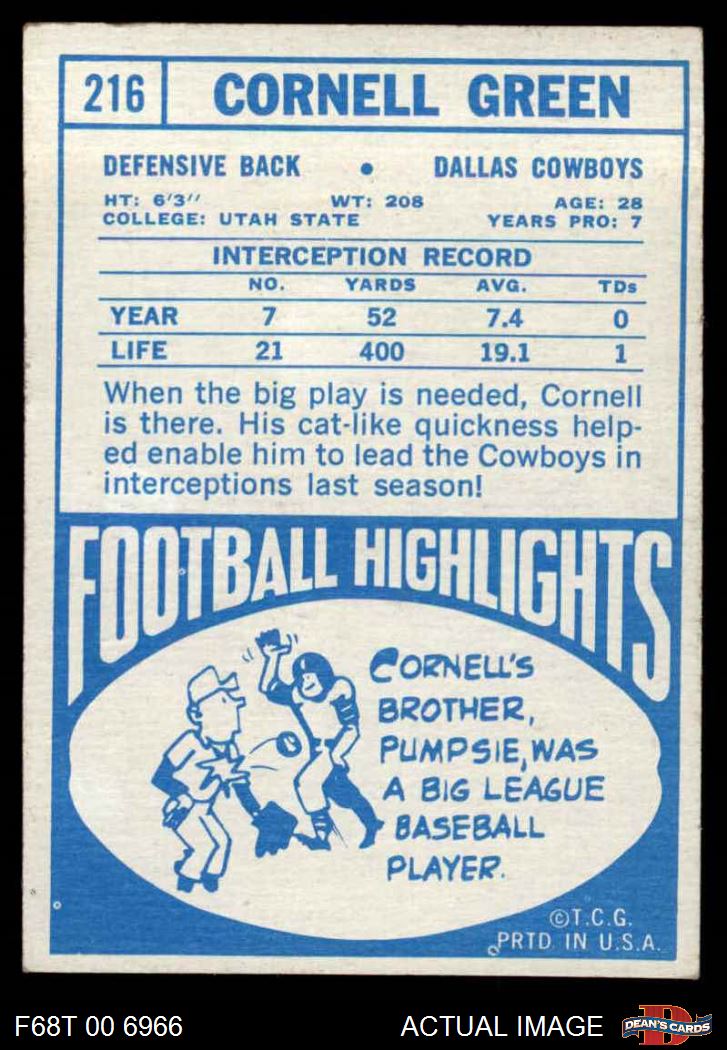 216 CORNELL GREEN
DEFENSIVE BACK • DALLAS COWBOYS
HT: 6'3'' WT: 208 AGE: 28
COLLEGE: UTAH STATE YEARS PRO: 7
INTERCEPTION RECORD
NO. YARDS AVG. TDs
YEAR 7 52 7.4 0
LIFE 21 400 19.1 1
When the big play is needed, Cornell
is there. His cat-like quickness help-
ed enable him to lead the Cowboys in
interceptions last season!
FOOTBALL HIGHLIGHTS
CORNELL'S
BROTHER,
PUMPSIE, WAS
A BIG LEAGUE
BASEBALL
PLAYER.
©T.C.G.
PRTD. IN U.S.A.
F68T 00 6966 ACTUAL IMAGE D DEAN'S CARDS